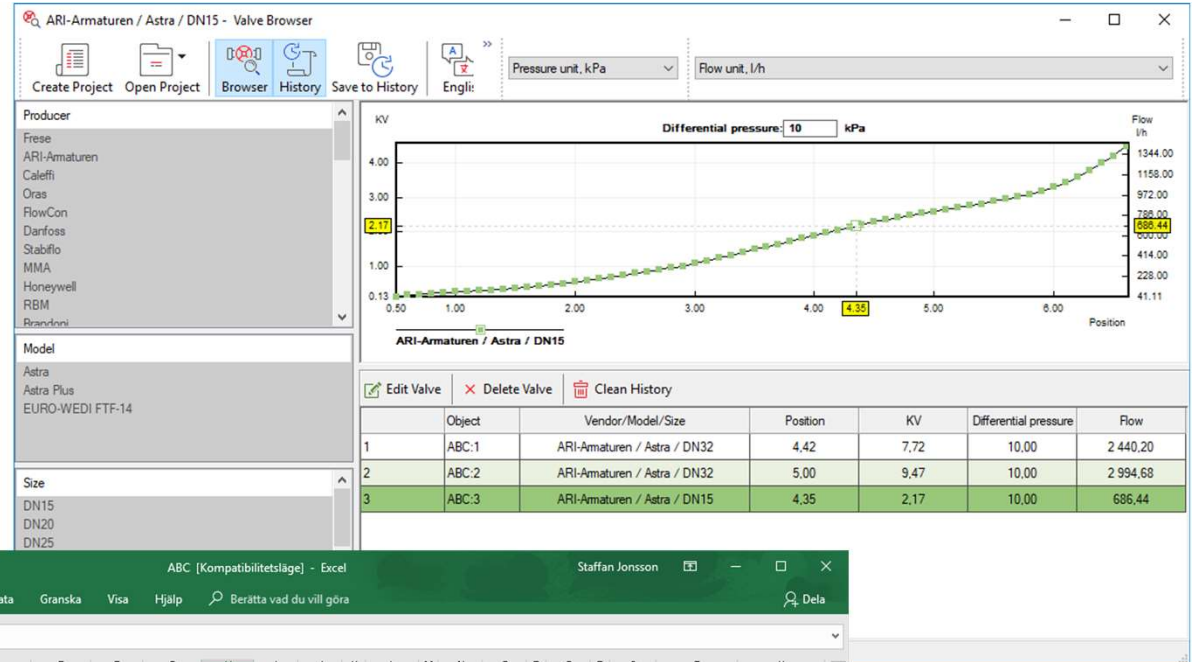 ARI-Armaturen / Astra / DN15 - Valve Browser
Create Project Open Project Browser History Save to History Englis
Pressure unit, kPa
Flow unit, l/h
Producer
Frese
ARI-Armaturen
Caleffi
Oras
FlowCon
Danfoss
Stabiflo
MMA
Honeywell
RBM
Brandoni
Model
Astra
Astra Plus
EURO-WEDI FTF-14
Size
DN15
DN20
DN25
KV
Differential pressure: 10 kPa
Flow
l/h
4.00
3.00
2.17
1.00
0.13
1344.00
1158.00
972.00
786.00
686.44
600.00
414.00
228.00
41.11
0.50 1.00 2.00 3.00 4.00 4.35 5.00 6.00
Position
ARI-Armaturen / Astra / DN15
Edit Valve Delete Valve Clean History
Object Vendor/Model/Size Position KV Differential pressure Flow
1 ABC:1 ARI-Armaturen / Astra / DN32 4,42 7,72 10,00 2 440,20
2 ABC:2 ARI-Armaturen / Astra / DN32 5,00 9,47 10,00 2 994,68
3 ABC:3 ARI-Armaturen / Astra / DN15 4,35 2,17 10,00 686,44
ABC [Kompatibilitetsläge] - Excel Staffan Jonsson
ata Granska Visa Hjälp Berätta vad du vill göra Dela